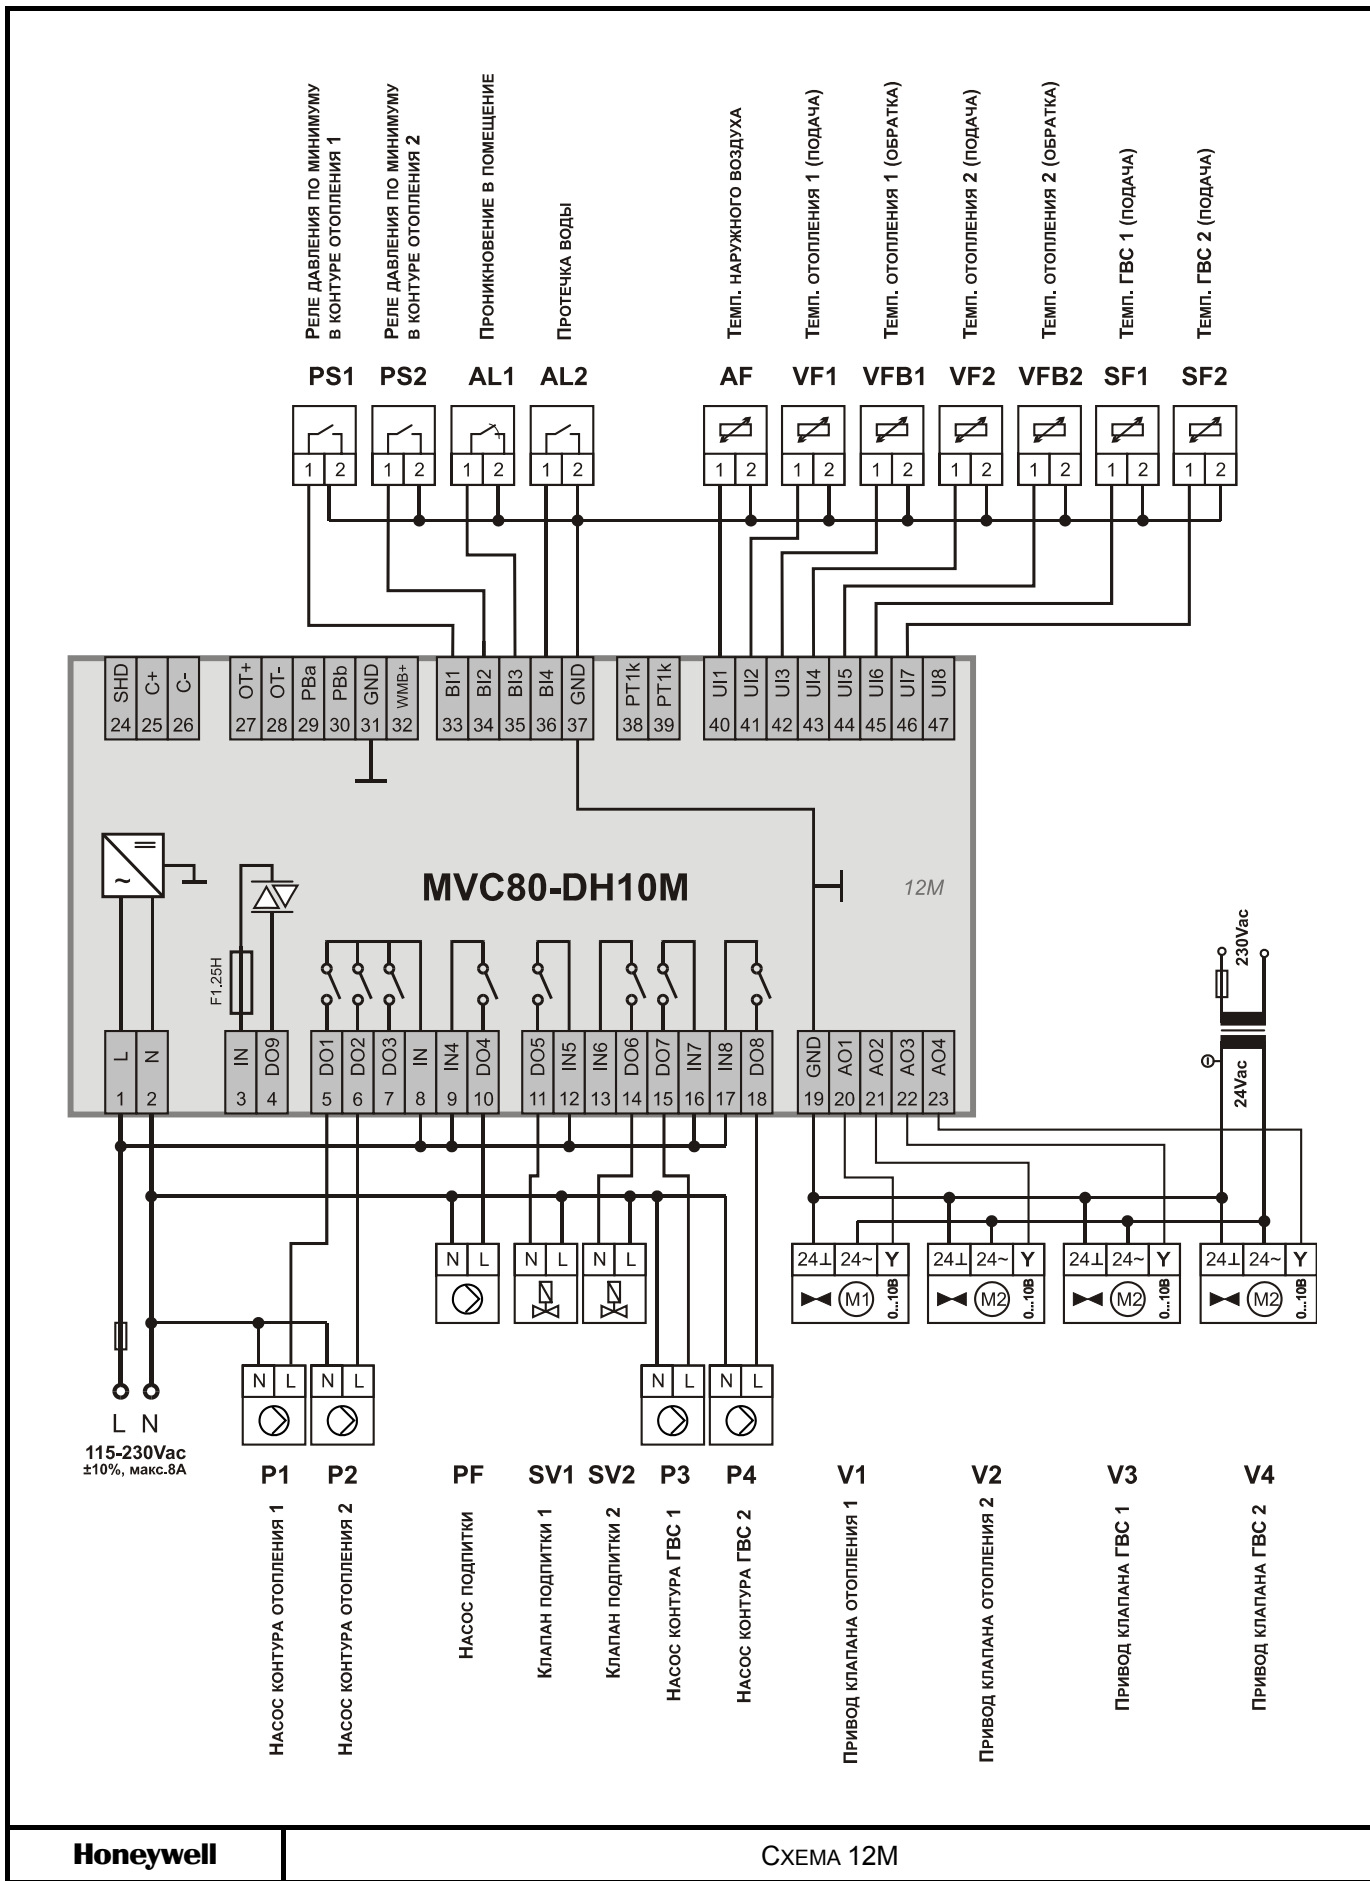 РЕЛЕ ДАВЛЕНИЯ ПО МИНИМУМУ
В КОНТУРЕ ОТОПЛЕНИЯ 1
РЕЛЕ ДАВЛЕНИЯ ПО МИНИМУМУ
В КОНТУРЕ ОТОПЛЕНИЯ 2
ПРОНИКНОВЕНИЕ В ПОМЕЩЕНИЕ
ПРОТЕЧКА ВОДЫ
ТЕМП. НАРУЖНОГО ВОЗДУХА
ТЕМП. ОТОПЛЕНИЯ 1 (ПОДАЧА)
ТЕМП. ОТОПЛЕНИЯ 1 (ОБРАТКА)
ТЕМП. ОТОПЛЕНИЯ 2 (ПОДАЧА)
ТЕМП. ОТОПЛЕНИЯ 2 (ОБРАТКА)
ТЕМП. ГВС 1 (ПОДАЧА)
ТЕМП. ГВС 2 (ПОДАЧА)
PS1 PS2 AL1 AL2 AF VF1 VFB1 VF2 VFB2 SF1 SF2
1 2 1 2 1 2 1 2 1 2 1 2 1 2 1 2 1 2 1 2 1 2
SHD C+ C- OT+ OT- PBa PBb GND WMB+ BI1 BI2 BI3 BI4 GND PT1k PT1k UI1 UI2 UI3 UI4 UI5 UI6 UI7 UI8
24 25 26 27 28 29 30 31 32 33 34 35 36 37 38 39 40 41 42 43 44 45 46 47
MVC80-DH10M
12M
~
F1.25H
230Vac
24Vac
L N IN DO9 DO1 DO2 DO3 IN IN4 DO4 DO5 IN5 IN6 DO6 DO7 IN7 IN8 DO8 GND AO1 AO2 AO3 AO4
1 2 3 4 5 6 7 8 9 10 11 12 13 14 15 16 17 18 19 20 21 22 23
N L N L N L 24⊥ 24~ Y 24⊥ 24~ Y 24⊥ 24~ Y 24⊥ 24~ Y
M1 0...10В M2 0...10В M2 0...10В M2 0...10В
N L N L N L N L
L N
115-230Vac
±10%, макс.8А
P1 P2 PF SV1 SV2 P3 P4 V1 V2 V3 V4
НАСОС КОНТУРА ОТОПЛЕНИЯ 1
НАСОС КОНТУРА ОТОПЛЕНИЯ 2
НАСОС ПОДПИТКИ
КЛАПАН ПОДПИТКИ 1
КЛАПАН ПОДПИТКИ 2
НАСОС КОНТУРА ГВС 1
НАСОС КОНТУРА ГВС 2
ПРИВОД КЛАПАНА ОТОПЛЕНИЯ 1
ПРИВОД КЛАПАНА ОТОПЛЕНИЯ 2
ПРИВОД КЛАПАНА ГВС 1
ПРИВОД КЛАПАНА ГВС 2
Honeywell
СХЕМА 12М